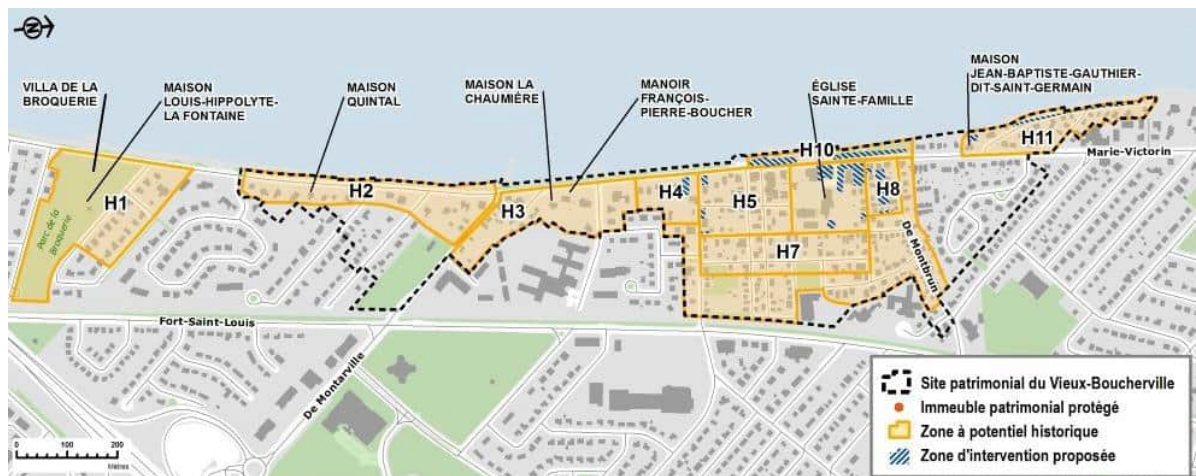 N
VILLA DE LA
BROQUERIE
MAISON
LOUIS-HIPPOLYTE-
LA FONTAINE
MAISON
QUINTAL
MAISON LA
CHAUMIÈRE
MANOIR
FRANÇOIS-
PIERRE-BOUCHER
ÉGLISE
SAINTE-FAMILLE
MAISON
JEAN-BAPTISTE-GAUTHIER-
DIT-SAINT-GERMAIN
H1
Parc de la
Broquerie
H2
H3
H4
H5
H10
H8
H11
Marie-Victorin
H7
De Montbrun
Fort-Saint-Louis
De Montarville
0 100 200
Mètres
Site patrimonial du Vieux-Boucherville
Immeuble patrimonial protégé
Zone à potentiel historique
Zone d'intervention proposée